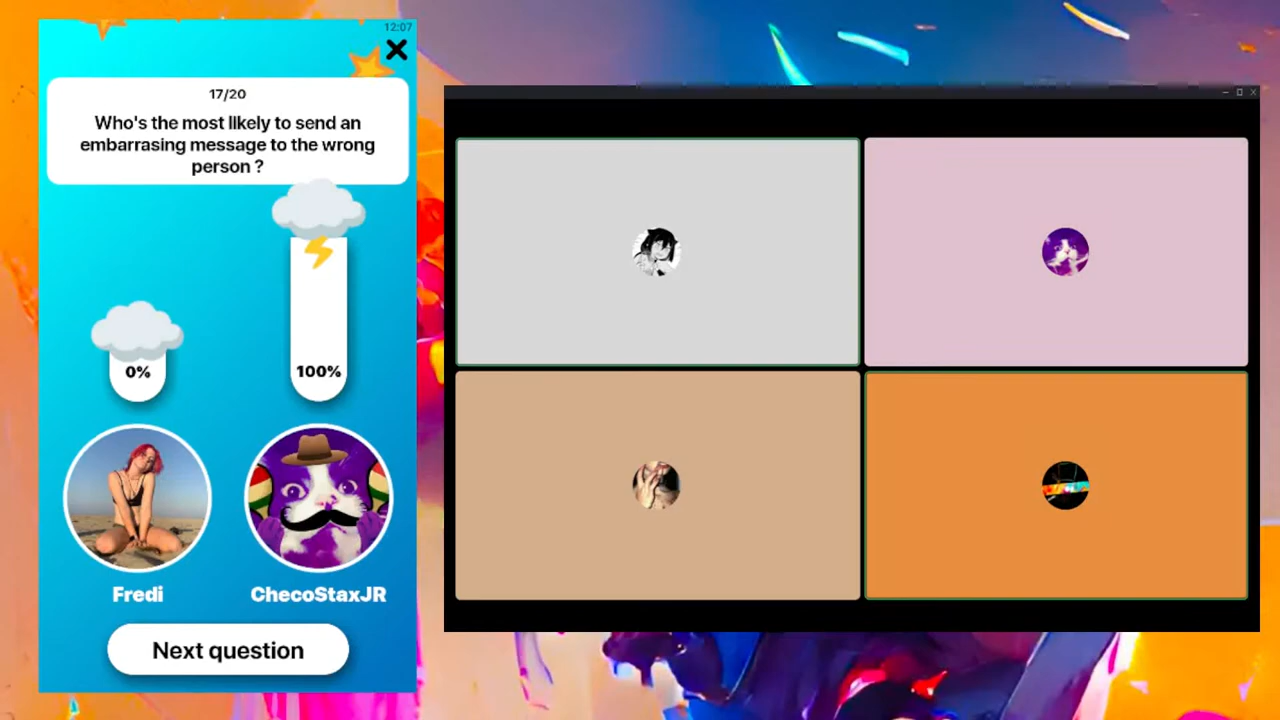 12:07
17/20
Who's the most likely to send an
embarrasing message to the wrong
person ?
0%
100%
Fredi
ChecoStaxJR
Next question